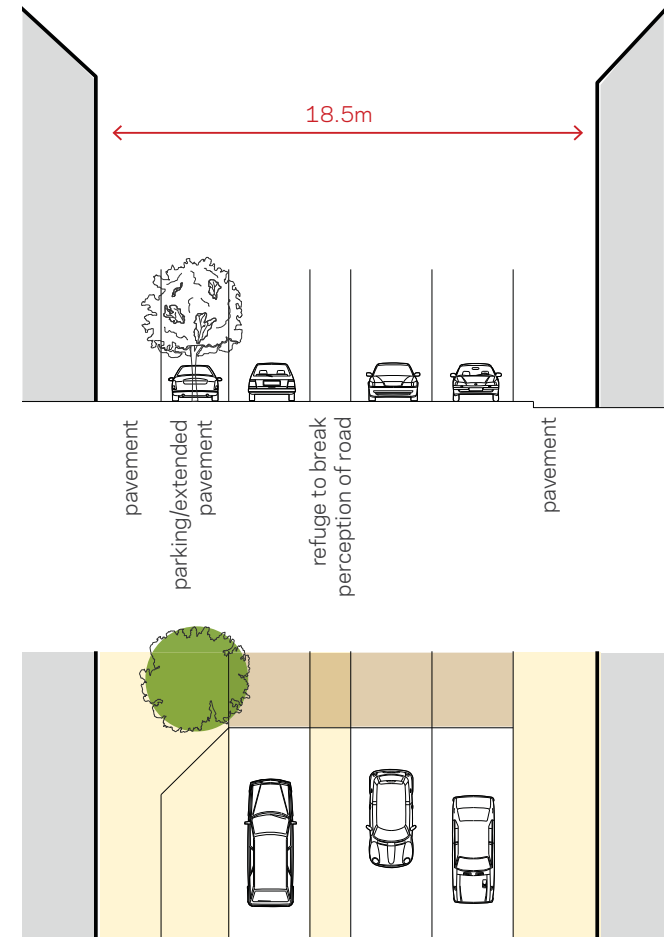 18.5m
pavement
parking/extended
pavement
refuge to break
perception of road
pavement